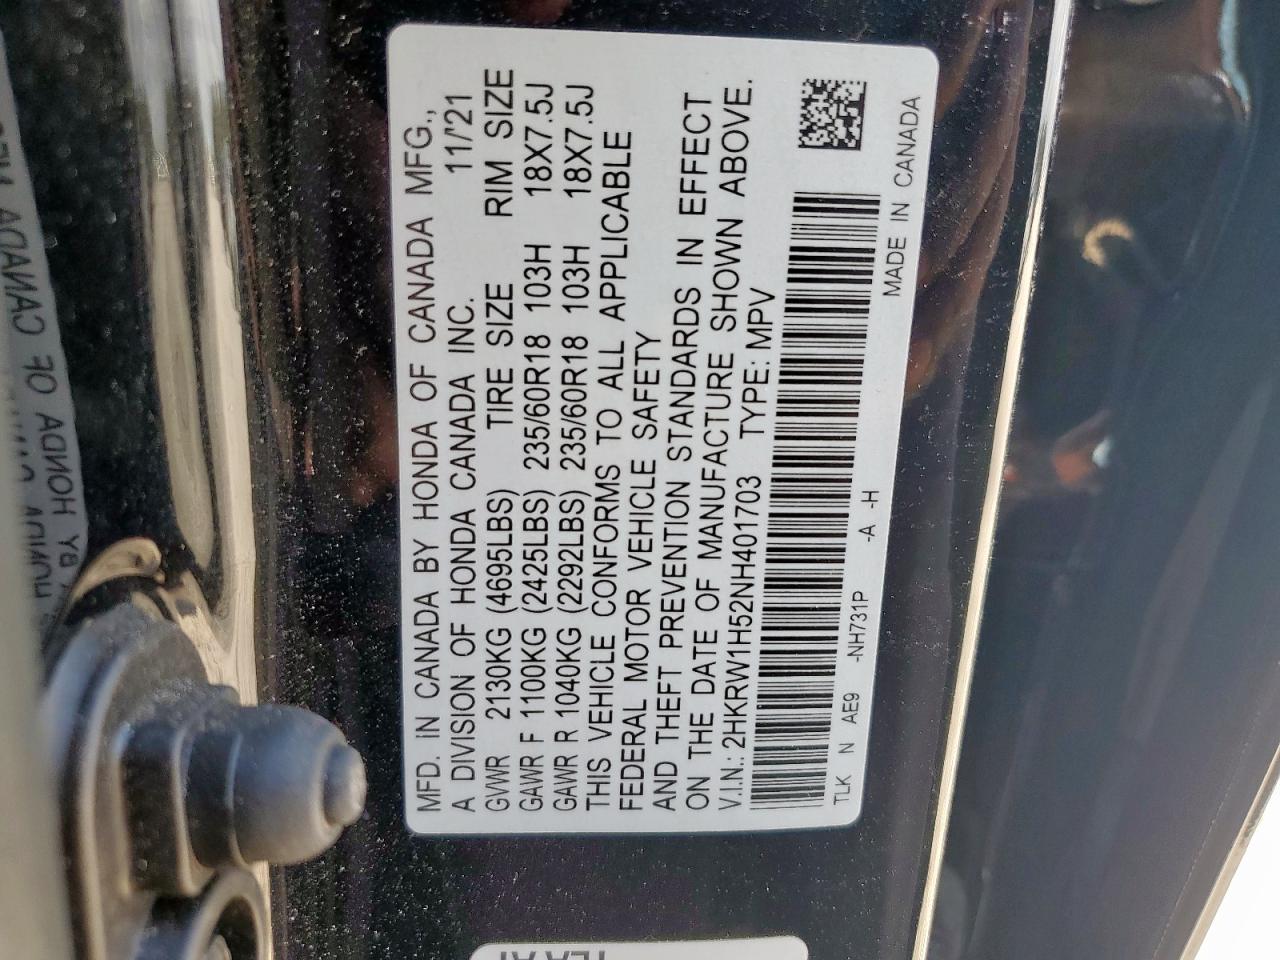 MFD. IN CANADA BY HONDA OF CANADA MFG.,
A DIVISION OF HONDA CANADA INC. 11/'21
GVWR 2130KG (4695LBS) TIRE SIZE RIM SIZE
GAWR F 1100KG (2425LBS) 235/60R18 103H 18X7.5J
GAWR R 1040KG (2292LBS) 235/60R18 103H 18X7.5J
THIS VEHICLE CONFORMS TO ALL APPLICABLE
FEDERAL MOTOR VEHICLE SAFETY
AND THEFT PREVENTION STANDARDS IN EFFECT
ON THE DATE OF MANUFACTURE SHOWN ABOVE.
V.I.N.: 2HKRW1H52NH401703 TYPE: MPV
TLK N AE9 -NH731P -A -H
MADE IN CANADA